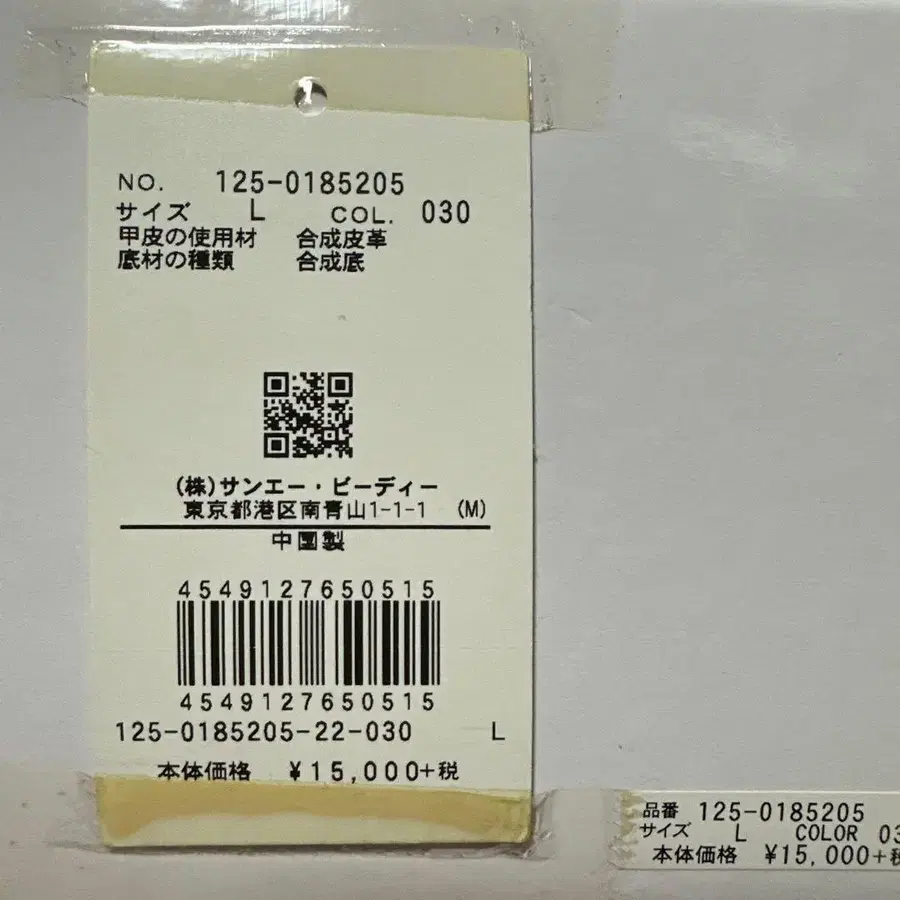 NO. 125-0185205
サイズ L COL. 030
甲皮の使用材 合成皮革
底材の種類 合成底
(株)サンエー・ビーディー
東京都港区南青山1-1-1 (M)
中国製
4549127650515
4549127650515
125-0185205-22-030 L
本体価格 ¥15,000+税
品番 125-0185205
サイズ L COLOR 03
本体価格 ¥15,000+税